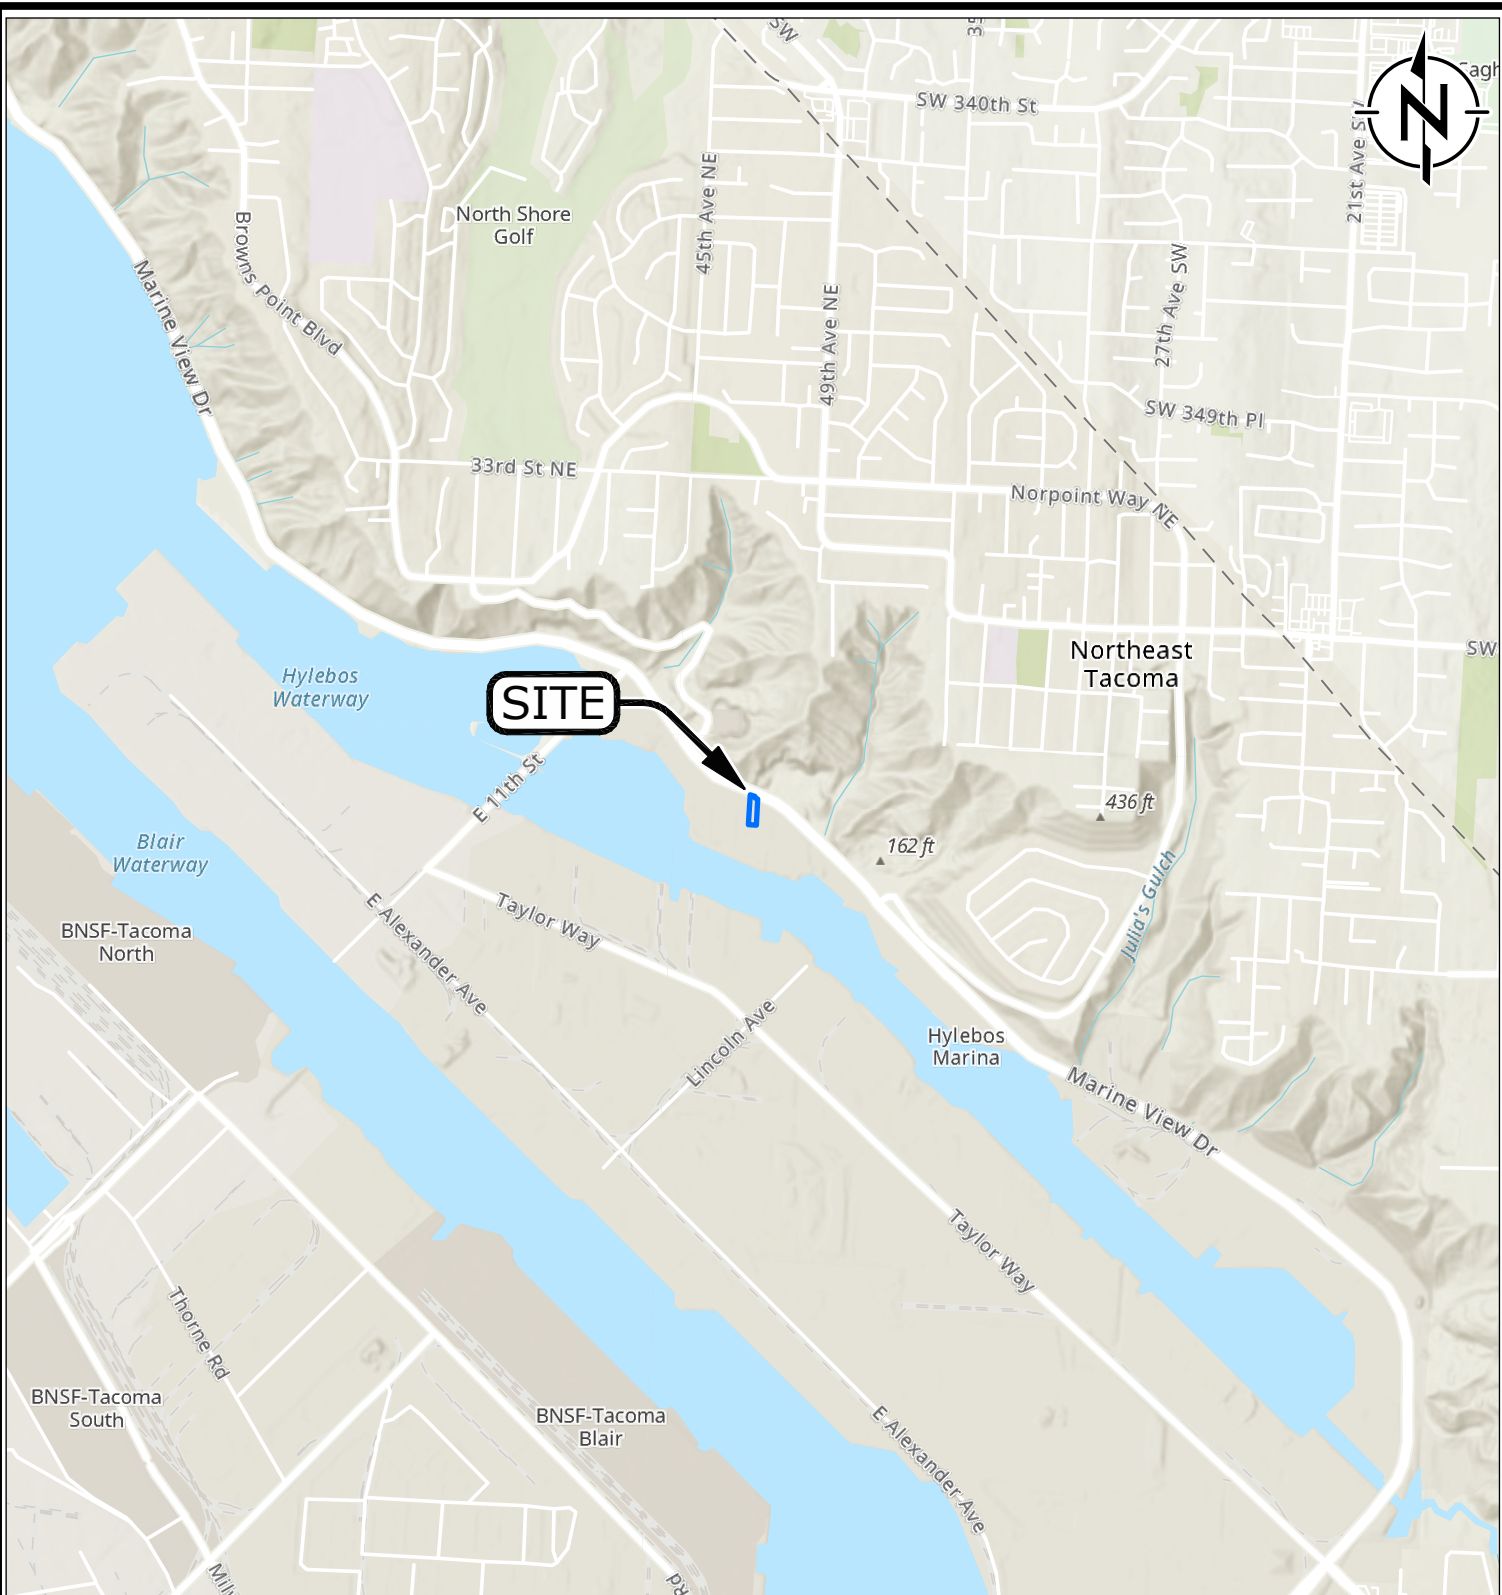 SW
SW 340th St
N
21st Ave SW
45th Ave NE
North Shore
Golf
Browns Point Blvd
Marine View Dr
49th Ave NE
27th Ave SW
SW 349th Pl
33rd St NE
Norpoint Way NE
Northeast
Tacoma
SW
Hylebos
Waterway
SITE
E 11th St
436 ft
162 ft
Blair
Waterway
Julia's Gulch
Taylor Way
E Alexander Ave
BNSF-Tacoma
North
Lincoln Ave
Hylebos
Marina
Marine View Dr
Taylor Way
Thorne Rd
BNSF-Tacoma
South
BNSF-Tacoma
Blair
E Alexander Ave
Rd